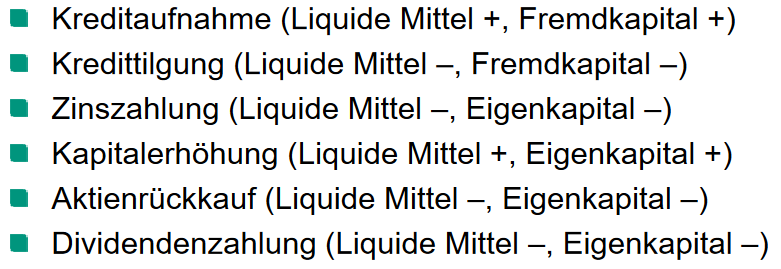 Kreditaufnahme (Liquide Mittel +, Fremdkapital +)
Kredittilgung (Liquide Mittel –, Fremdkapital –)
Zinszahlung (Liquide Mittel –, Eigenkapital –)
Kapitalerhöhung (Liquide Mittel +, Eigenkapital +)
Aktienrückkauf (Liquide Mittel –, Eigenkapital –)
Dividendenzahlung (Liquide Mittel –, Eigenkapital –)